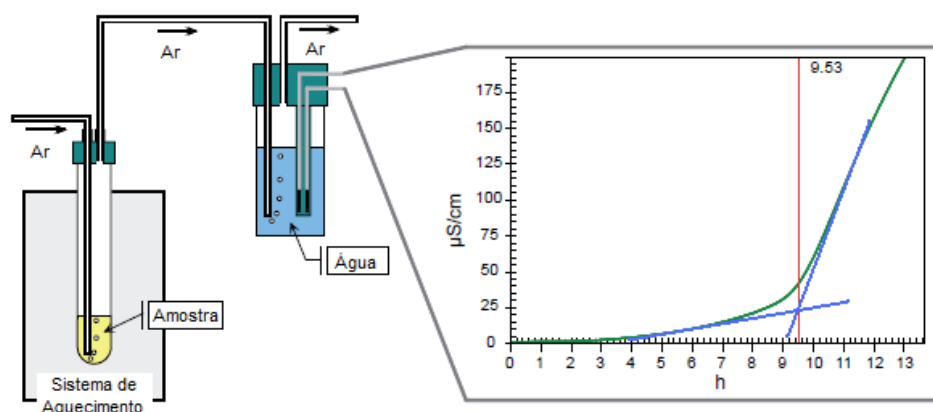 Ar
Ar
Ar
Água
Amostra
Sistema de
Aquecimento
9.53
175
150
125
100
75
50
25
0
µS/cm
0 1 2 3 4 5 6 7 8 9 10 11 12 13
h